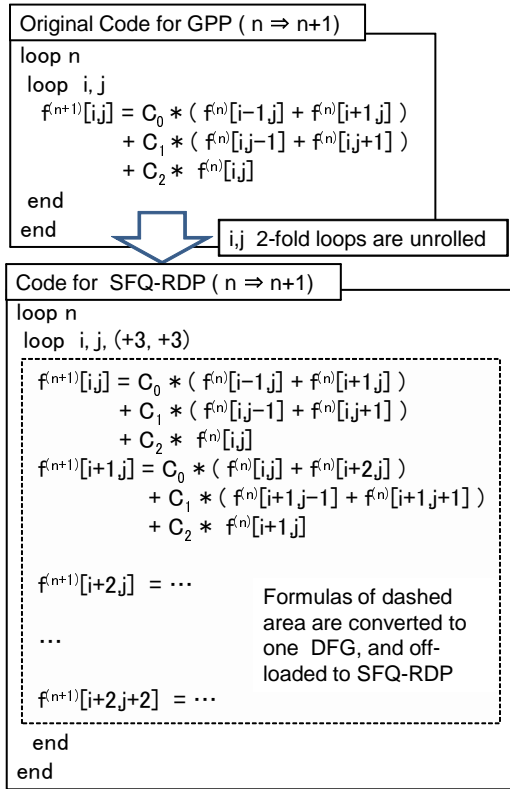 Original Code for GPP ( n ⇒ n+1)
loop n
loop i, j
f⁽ⁿ⁺¹⁾[i,j] = C₀ * ( f⁽ⁿ⁾[i−1,j] + f⁽ⁿ⁾[i+1,j] )
+ C₁ * ( f⁽ⁿ⁾[i,j−1] + f⁽ⁿ⁾[i,j+1] )
+ C₂ * f⁽ⁿ⁾[i,j]
end
end
i,j 2-fold loops are unrolled
Code for SFQ-RDP ( n ⇒ n+1)
loop n
loop i, j, (+3, +3)
f⁽ⁿ⁺¹⁾[i,j] = C₀ * ( f⁽ⁿ⁾[i−1,j] + f⁽ⁿ⁾[i+1,j] )
+ C₁ * ( f⁽ⁿ⁾[i,j−1] + f⁽ⁿ⁾[i,j+1] )
+ C₂ * f⁽ⁿ⁾[i,j]
f⁽ⁿ⁺¹⁾[i+1,j] = C₀ * ( f⁽ⁿ⁾[i,j] + f⁽ⁿ⁾[i+2,j] )
+ C₁ * ( f⁽ⁿ⁾[i+1,j−1] + f⁽ⁿ⁾[i+1,j+1] )
+ C₂ * f⁽ⁿ⁾[i+1,j]
f⁽ⁿ⁺¹⁾[i+2,j] = ⋯
⋯
f⁽ⁿ⁺¹⁾[i+2,j+2] = ⋯
Formulas of dashed
area are converted to
one DFG, and off-
loaded to SFQ-RDP
end
end